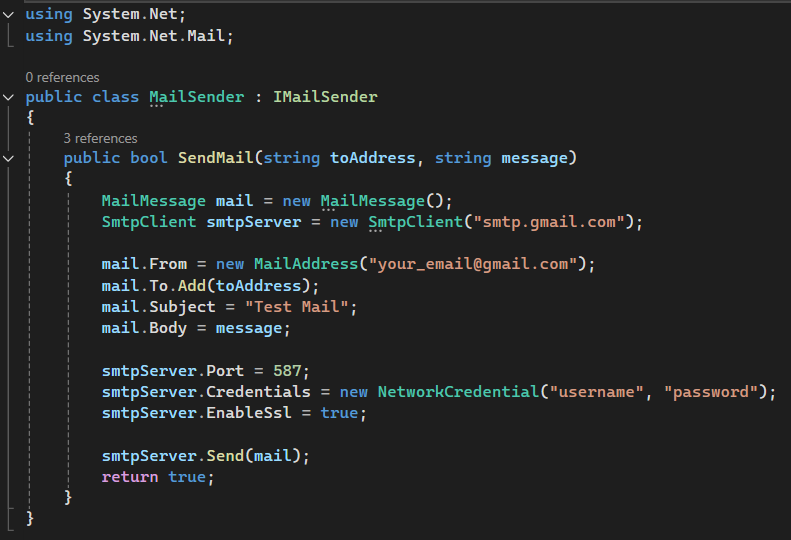 using System.Net;
using System.Net.Mail;
0 references
public class MailSender : IMailSender
{
3 references
public bool SendMail(string toAddress, string message)
{
MailMessage mail = new MailMessage();
SmtpClient smtpServer = new SmtpClient("smtp.gmail.com");
mail.From = new MailAddress("your_email@gmail.com");
mail.To.Add(toAddress);
mail.Subject = "Test Mail";
mail.Body = message;
smtpServer.Port = 587;
smtpServer.Credentials = new NetworkCredential("username", "password");
smtpServer.EnableSsl = true;
smtpServer.Send(mail);
return true;
}
}